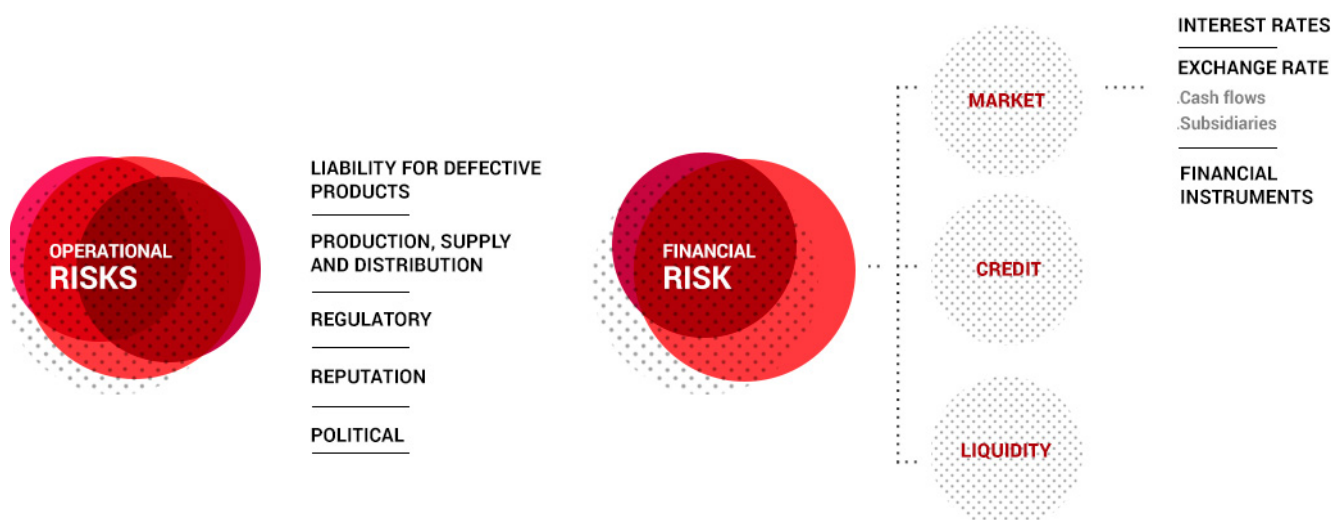 OPERATIONAL
RISKS
LIABILITY FOR DEFECTIVE
PRODUCTS
PRODUCTION, SUPPLY
AND DISTRIBUTION
REGULATORY
REPUTATION
POLITICAL
FINANCIAL
RISK
MARKET
CREDIT
LIQUIDITY
INTEREST RATES
EXCHANGE RATE
.Cash flows
.Subsidiaries
FINANCIAL
INSTRUMENTS